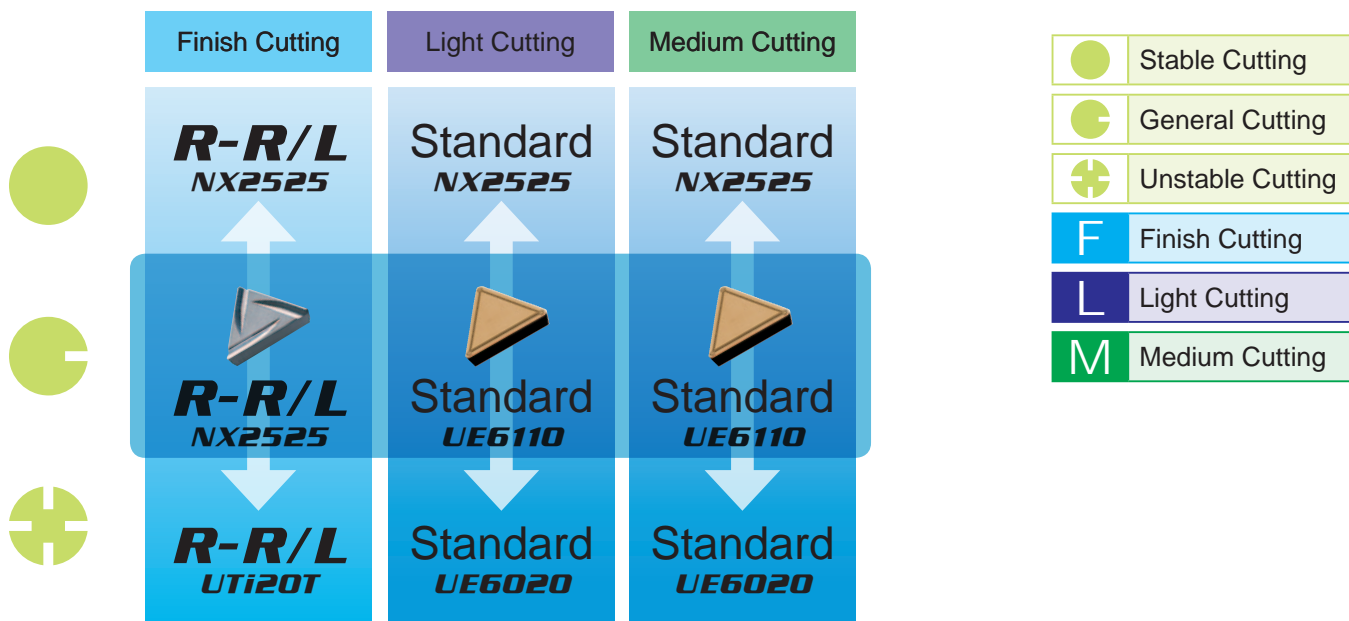 Finish Cutting
Light Cutting
Medium Cutting
R-R/L
NX2525
Standard
NX2525
Standard
NX2525
R-R/L
NX2525
Standard
UE6110
Standard
UE6110
R-R/L
UTi20T
Standard
UE6020
Standard
UE6020
Stable Cutting
General Cutting
Unstable Cutting
F Finish Cutting
L Light Cutting
M Medium Cutting